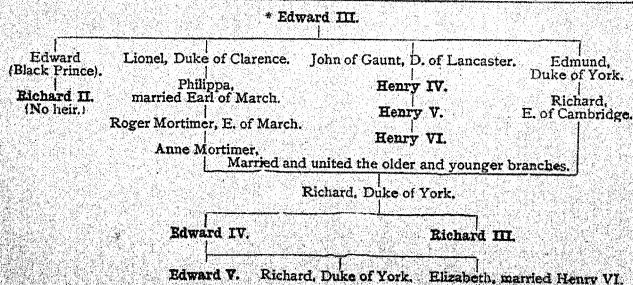 * Edward III.
Edward Lionel, Duke of Clarence. John of Gaunt, D. of Lancaster. Edmund,
(Black Prince). Duke of York.
Richard II. Philippa, Henry IV. Richard,
(No heir.) married Earl of March. E. of Cambridge.
Henry V.
Roger Mortimer, E. of March.
Henry VI.
Anne Mortimer,
Married and united the older and younger branches.
Richard, Duke of York.
Edward IV. Richard III.
Edward V. Richard, Duke of York. Elizabeth, married Henry VI.